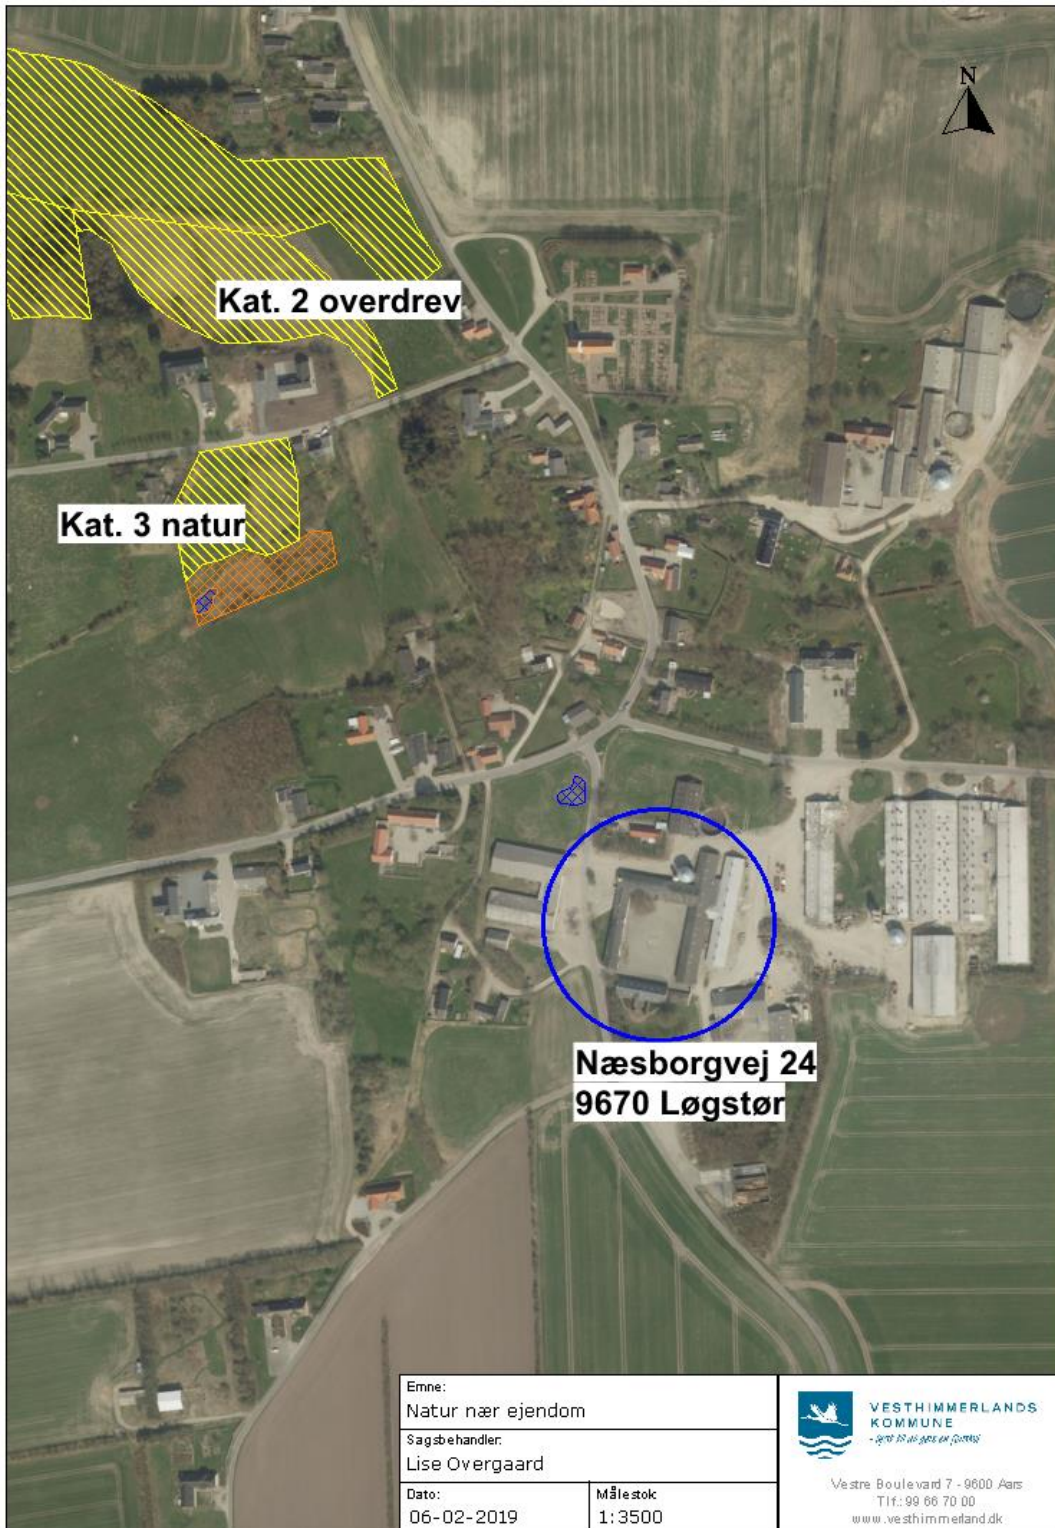 N
Kat. 2 overdrev
Kat. 3 natur
Næsborgvej 24
9670 Løgstør
Emne:
Natur nær ejendom
Sagsbehandler:
Lise Overgaard
Dato:
06-02-2019
Målestok:
1:3500
VESTHIMMERLANDS
KOMMUNE
Vestre Boulevard 7 - 9600 Aars
Tlf.: 99 66 70 00
www.vesthimmerland.dk